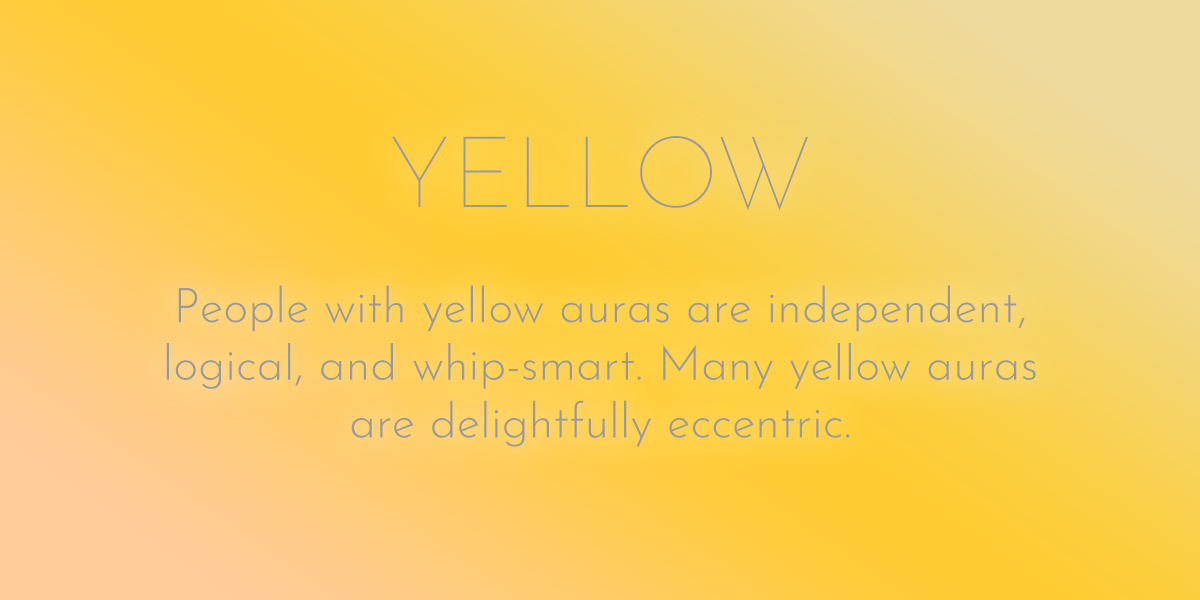 YELLOW
People with yellow auras are independent,
logical, and whip-smart. Many yellow auras
are delightfully eccentric.